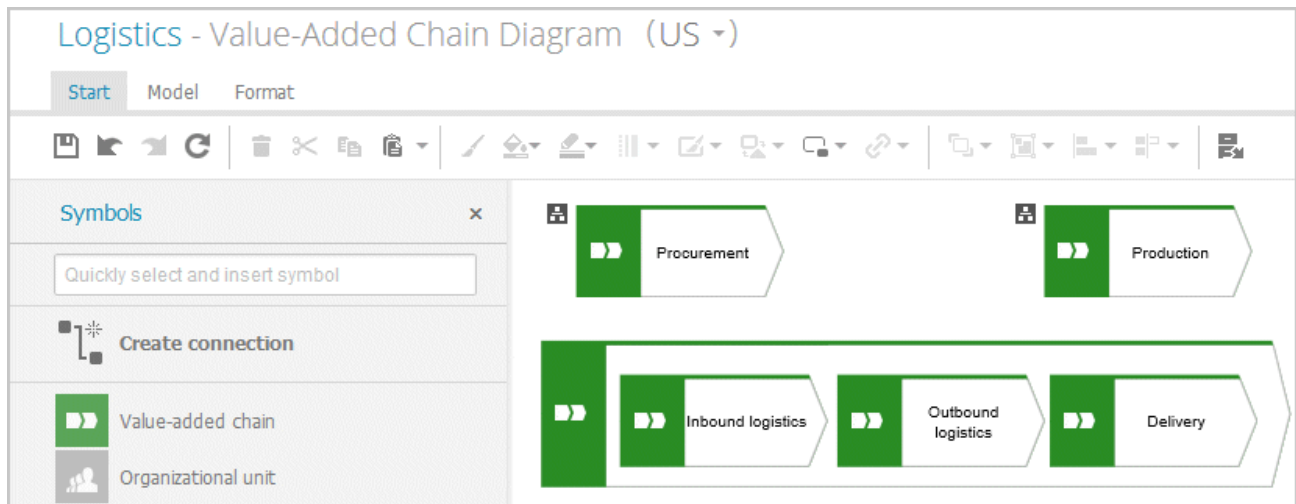 Logistics - Value-Added Chain Diagram (US)
Start Model Format
Symbols
Quickly select and insert symbol
Create connection
Value-added chain
Organizational unit
Procurement
Production
Inbound logistics
Outbound
logistics
Delivery